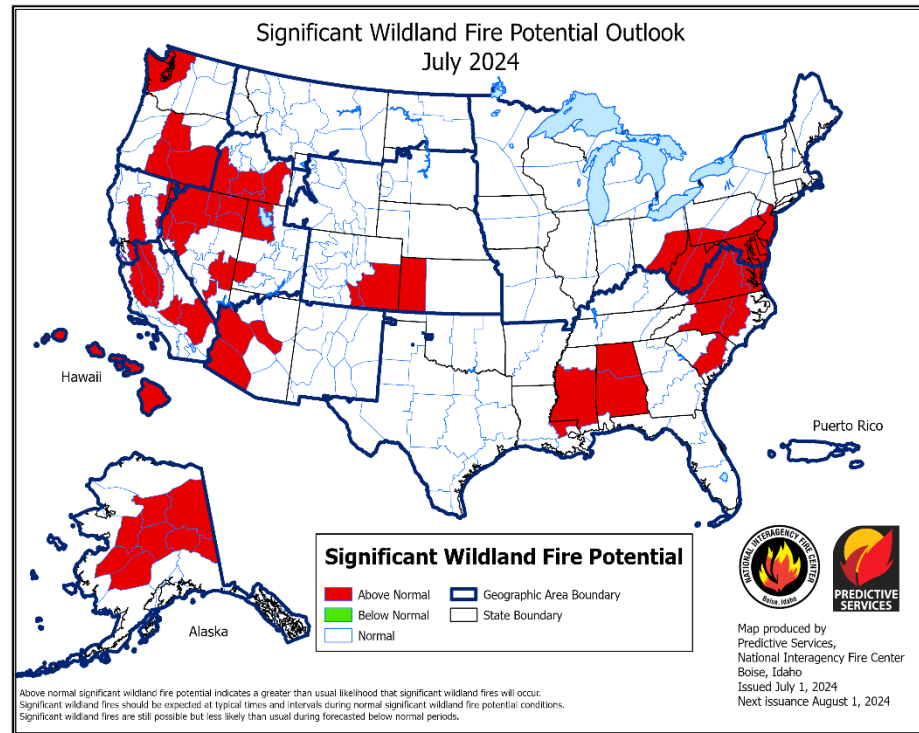 Significant Wildland Fire Potential Outlook
July 2024
Hawaii
Puerto Rico
Alaska
Significant Wildland Fire Potential
Above Normal
Geographic Area Boundary
Below Normal
State Boundary
Normal
NATIONAL INTERAGENCY FIRE CENTER
Boise, Idaho
PREDICTIVE
SERVICES
Map produced by
Predictive Services,
National Interagency Fire Center
Boise, Idaho
Issued July 1, 2024
Next issuance August 1, 2024
Above normal significant wildland fire potential indicates a greater than usual likelihood that significant wildland fires will occur.
Significant wildland fires should be expected at typical times and intervals during normal significant wildland fire potential conditions.
Significant wildland fires are still possible but less likely than usual during forecasted below normal periods.